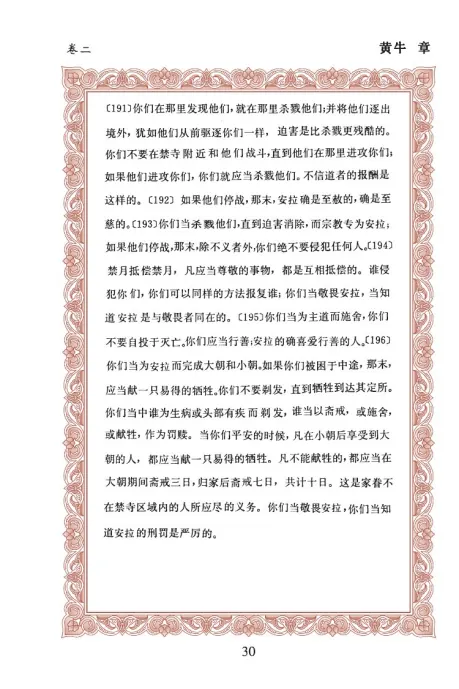 卷二
黄牛 章
〔191〕你们在那里发现他们，就在那里杀戮他们；并将他们逐出
境外，犹如他们从前驱逐你们一样，迫害是比杀戮更残酷的。
你们不要在禁寺附近和他们战斗，直到他们在那里进攻你们；
如果他们进攻你们，你们就应当杀戮他们。不信道者的报酬是
这样的。〔192〕如果他们停战，那末，安拉确是至赦的，确是至
慈的。〔193〕你们当杀戮他们，直到迫害消除，而宗教专为安拉；
如果他们停战，那末，除不义者外，你们绝不要侵犯任何人。〔194〕
禁月抵偿禁月，凡应当尊敬的事物，都是互相抵偿的。谁侵
犯你们，你们可以同样的方法报复谁；你们当敬畏安拉，当知
道安拉是与敬畏者同在的。〔195〕你们当为主道而施舍，你们
不要自投于灭亡。你们应当行善；安拉的确喜爱行善的人。〔196〕
你们当为安拉而完成大朝和小朝。如果你们被困于中途，那末，
应当献一只易得的牺牲。你们不要剃发，直到牺牲到达其定所。
你们当中谁为生病或头部有疾而剃发，谁当以斋戒，或施舍，
或献牲，作为罚赎。当你们平安的时候，凡在小朝后享受到大
朝的人，都应当献一只易得的牺牲。凡不能献牲的，都应当在
大朝期间斋戒三日，归家后斋戒七日，共计十日。这是家眷不
在禁寺区域内的人所应尽的义务。你们当敬畏安拉，你们当知
道安拉的刑罚是严厉的。
30